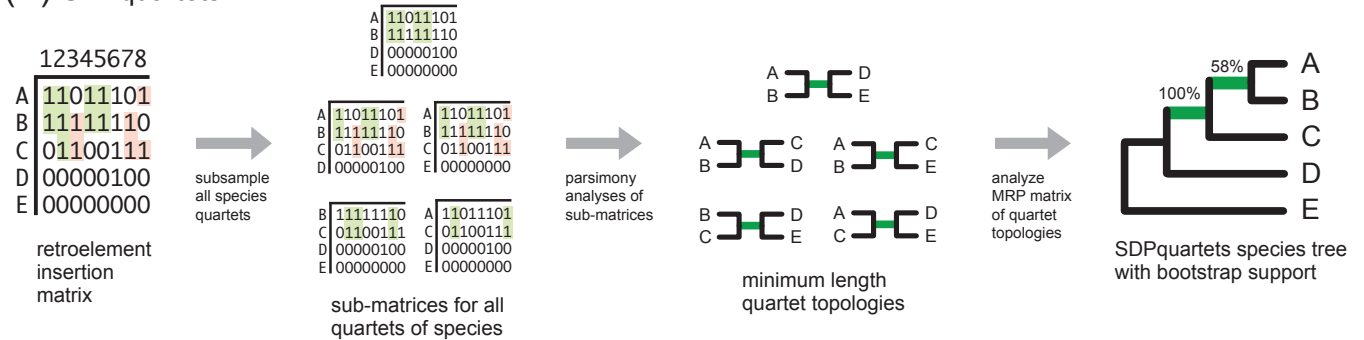 12345678
A 11011101
B 11111110
C 01100111
D 00000100
E 00000000
retroelement
insertion
matrix
subsample
all species
quartets
A 11011101
B 11111110
D 00000100
E 00000000
A 11011101
B 11111110
C 01100111
D 00000100
A 11011101
B 11111110
C 01100111
E 00000000
B 11111110
C 01100111
D 00000100
E 00000000
A 11011101
C 01100111
D 00000100
E 00000000
sub-matrices for all
quartets of species
parsimony
analyses of
sub-matrices
A D
B E
A C
B D
A C
B E
B D
C E
A D
C E
minimum length
quartet topologies
analyze
MRP matrix
of quartet
topologies
58%
100%
A
B
C
D
E
SDPquartets species tree
with bootstrap support